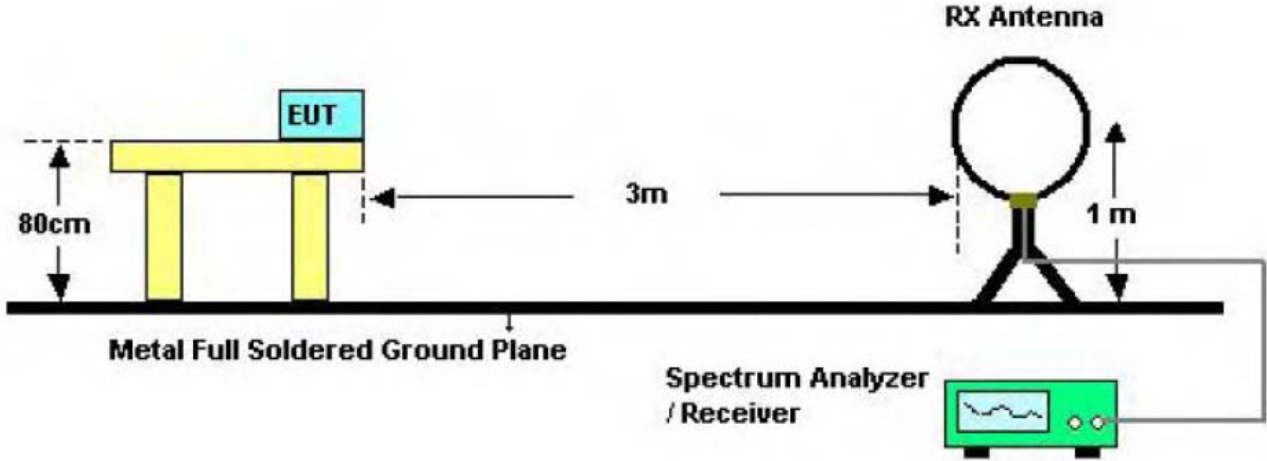 RX Antenna
EUT
80cm
3m
1 m
Metal Full Soldered Ground Plane
Spectrum Analyzer
/ Receiver